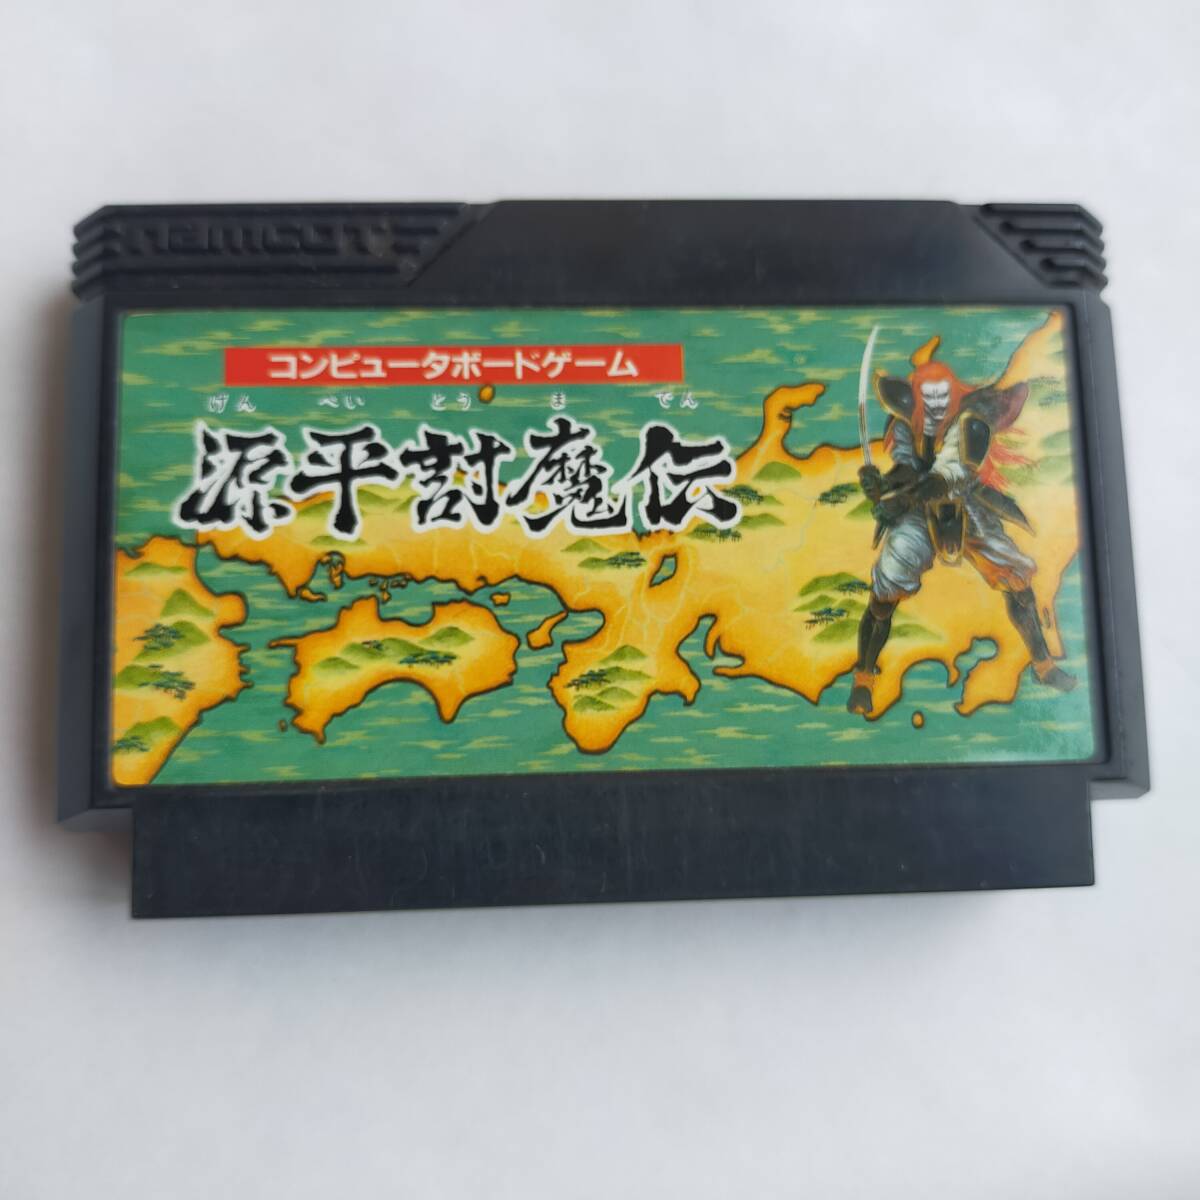 namcot
コンピュータボードゲーム
げん ぺい とう ま でん
源平討魔伝